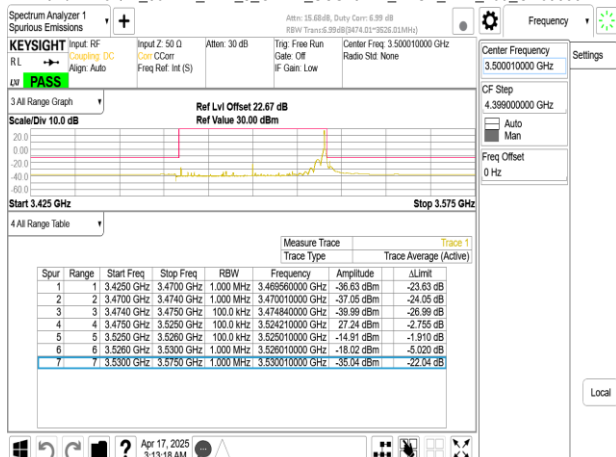 Spectrum Analyzer 1
Spurious Emissions
Attn: 15.68dB, Duty Corr: 6.99 dB
RBW Trans:6.99dB(3474.01~3526.01MHz)
Frequency
KEYSIGHT
Input: RF
Coupling: DC
Align: Auto
Input Z: 50 Ω
Corr CCorr
Freq Ref: Int (S)
Atten: 30 dB
Trig: Free Run
Gate: Off
IF Gain: Low
Center Freq: 3.500010000 GHz
Radio Std: None
RL
LXI
PASS
Center Frequency
3.500010000 GHz
Settings
CF Step
4.399000000 GHz
Auto
Man
Freq Offset
0 Hz
3 All Range Graph
Scale/Div 10.0 dB
Ref Lvl Offset 22.67 dB
Ref Value 30.00 dBm
20.0
0.00
-20.0
-40.0
-60.0
Start 3.425 GHz
Stop 3.575 GHz
4 All Range Table
Measure Trace Trace 1
Trace Type Trace Average (Active)
Spur Range Start Freq Stop Freq RBW Frequency Amplitude ΔLimit
1 1 3.4250 GHz 3.4700 GHz 1.000 MHz 3.469560000 GHz -36.63 dBm -23.63 dB
2 2 3.4700 GHz 3.4740 GHz 1.000 MHz 3.470010000 GHz -37.05 dBm -24.05 dB
3 3 3.4740 GHz 3.4750 GHz 100.0 kHz 3.474840000 GHz -39.99 dBm -26.99 dB
4 4 3.4750 GHz 3.5250 GHz 100.0 kHz 3.524210000 GHz 27.24 dBm -2.755 dB
5 5 3.5250 GHz 3.5260 GHz 100.0 kHz 3.525010000 GHz -14.91 dBm -1.910 dB
6 6 3.5260 GHz 3.5300 GHz 1.000 MHz 3.526010000 GHz -18.02 dBm -5.020 dB
7 7 3.5300 GHz 3.5750 GHz 1.000 MHz 3.530010000 GHz -35.04 dBm -22.04 dB
Local
Apr 17, 2025
3:13:18 AM